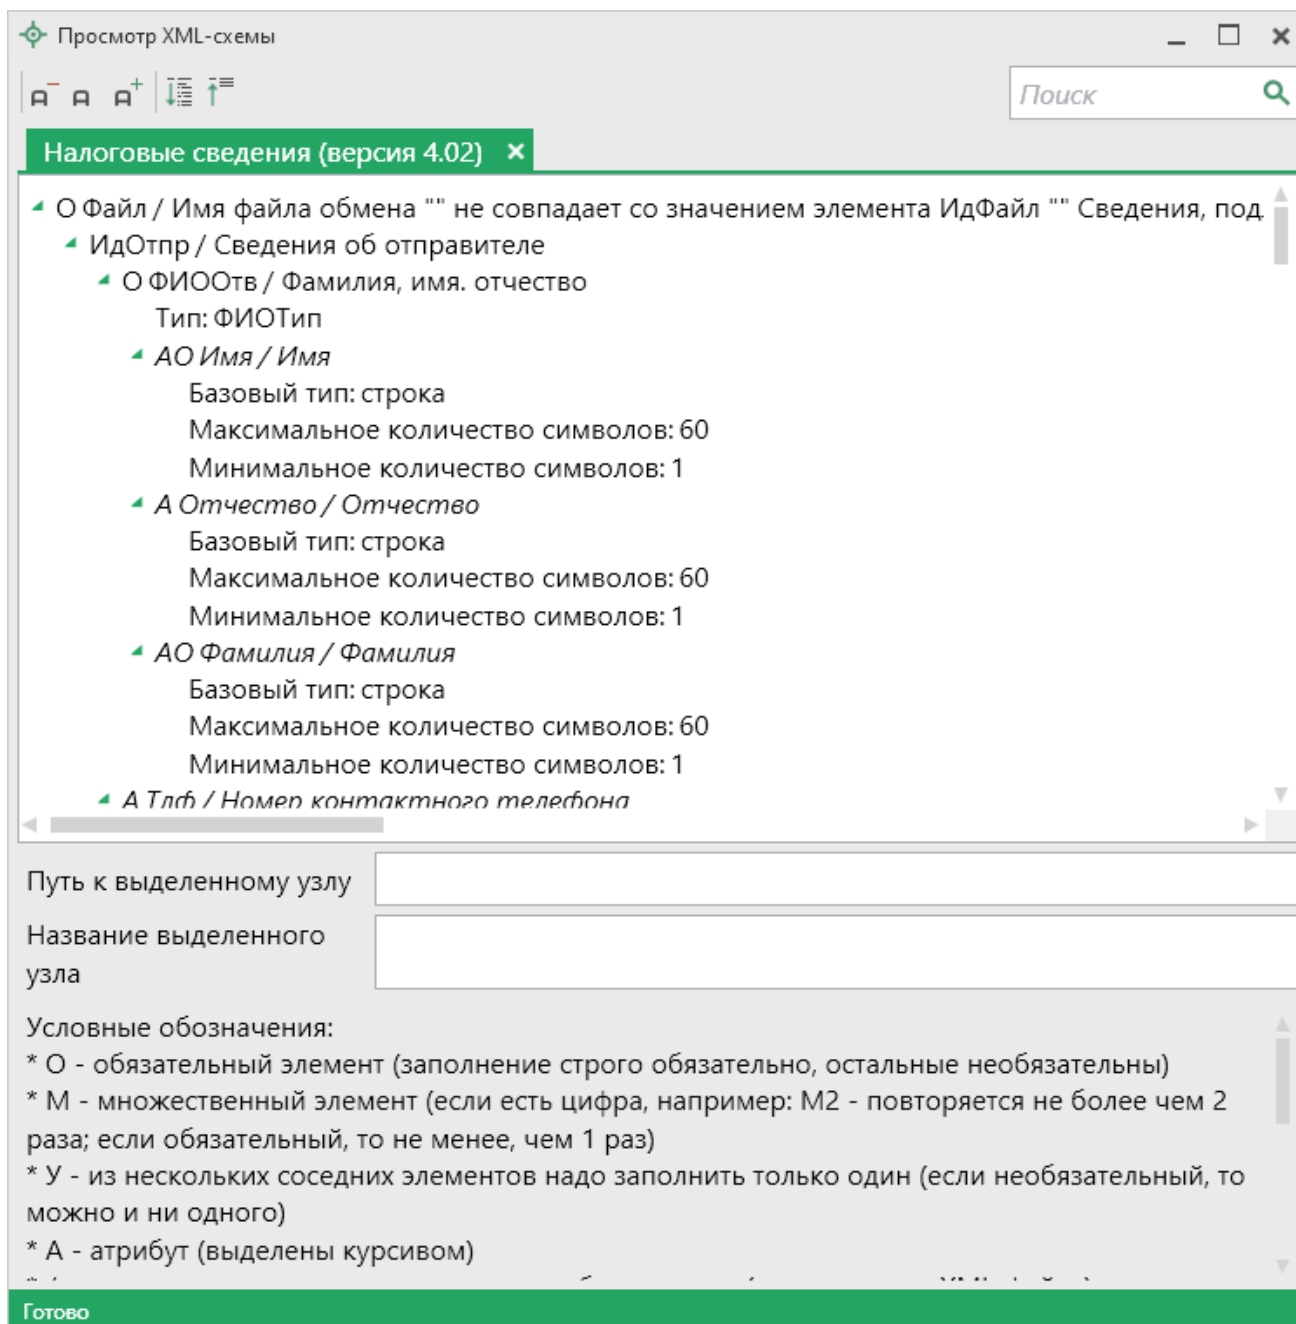 Просмотр XML-схемы
Поиск
Налоговые сведения (версия 4.02)
О Файл / Имя файла обмена "" не совпадает со значением элемента ИдФайл "" Сведения, под
ИдОтпр / Сведения об отправителе
О ФИООтв / Фамилия, имя. отчество
Тип: ФИОТип
АО Имя / Имя
Базовый тип: строка
Максимальное количество символов: 60
Минимальное количество символов: 1
А Отчество / Отчество
Базовый тип: строка
Максимальное количество символов: 60
Минимальное количество символов: 1
АО Фамилия / Фамилия
Базовый тип: строка
Максимальное количество символов: 60
Минимальное количество символов: 1
А Тлф / Номер контактного телефона
Путь к выделенному узлу
Название выделенного
узла
Условные обозначения:
* О - обязательный элемент (заполнение строго обязательно, остальные необязательны)
* М - множественный элемент (если есть цифра, например: М2 - повторяется не более чем 2
раза; если обязательный, то не менее, чем 1 раз)
* У - из нескольких соседних элементов надо заполнить только один (если необязательный, то
можно и ни одного)
* А - атрибут (выделены курсивом)
Готово